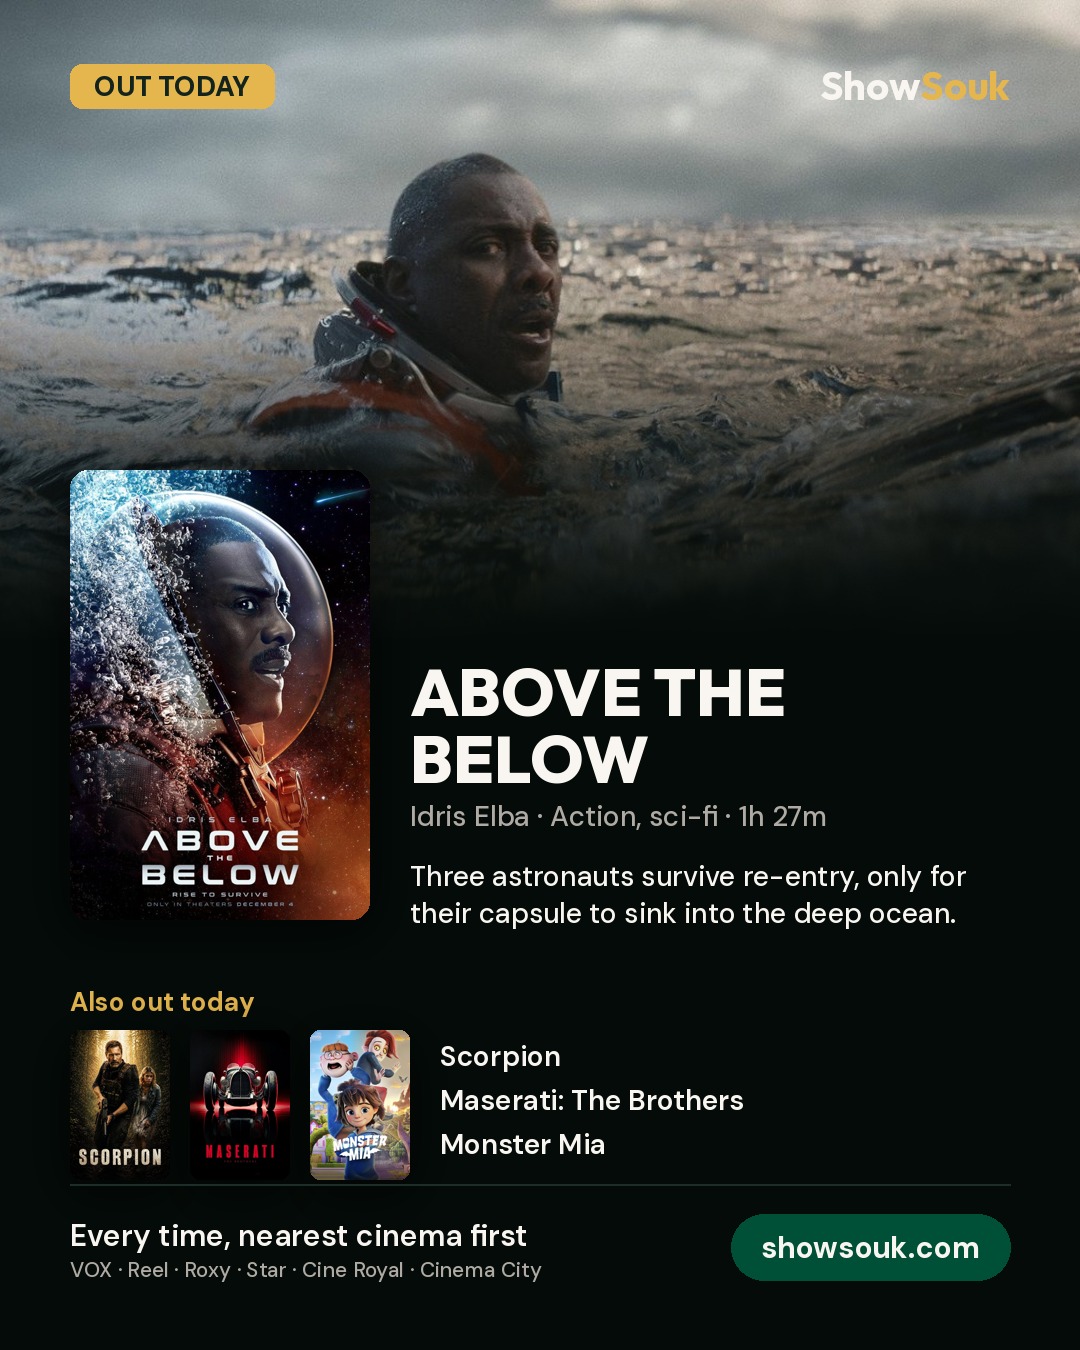 OUT TODAY
ShowSouk
IDRIS ELBA
ABOVE
THE
BELOW
RISE TO SURVIVE
ONLY IN THEATERS DECEMBER 4
ABOVE THE
BELOW
Idris Elba · Action, sci-fi · 1h 27m
Three astronauts survive re-entry, only for
their capsule to sink into the deep ocean.
Also out today
SCORPION
MASERATI
MONSTER
MIA
Scorpion
Maserati: The Brothers
Monster Mia
Every time, nearest cinema first
VOX · Reel · Roxy · Star · Cine Royal · Cinema City
showsouk.com